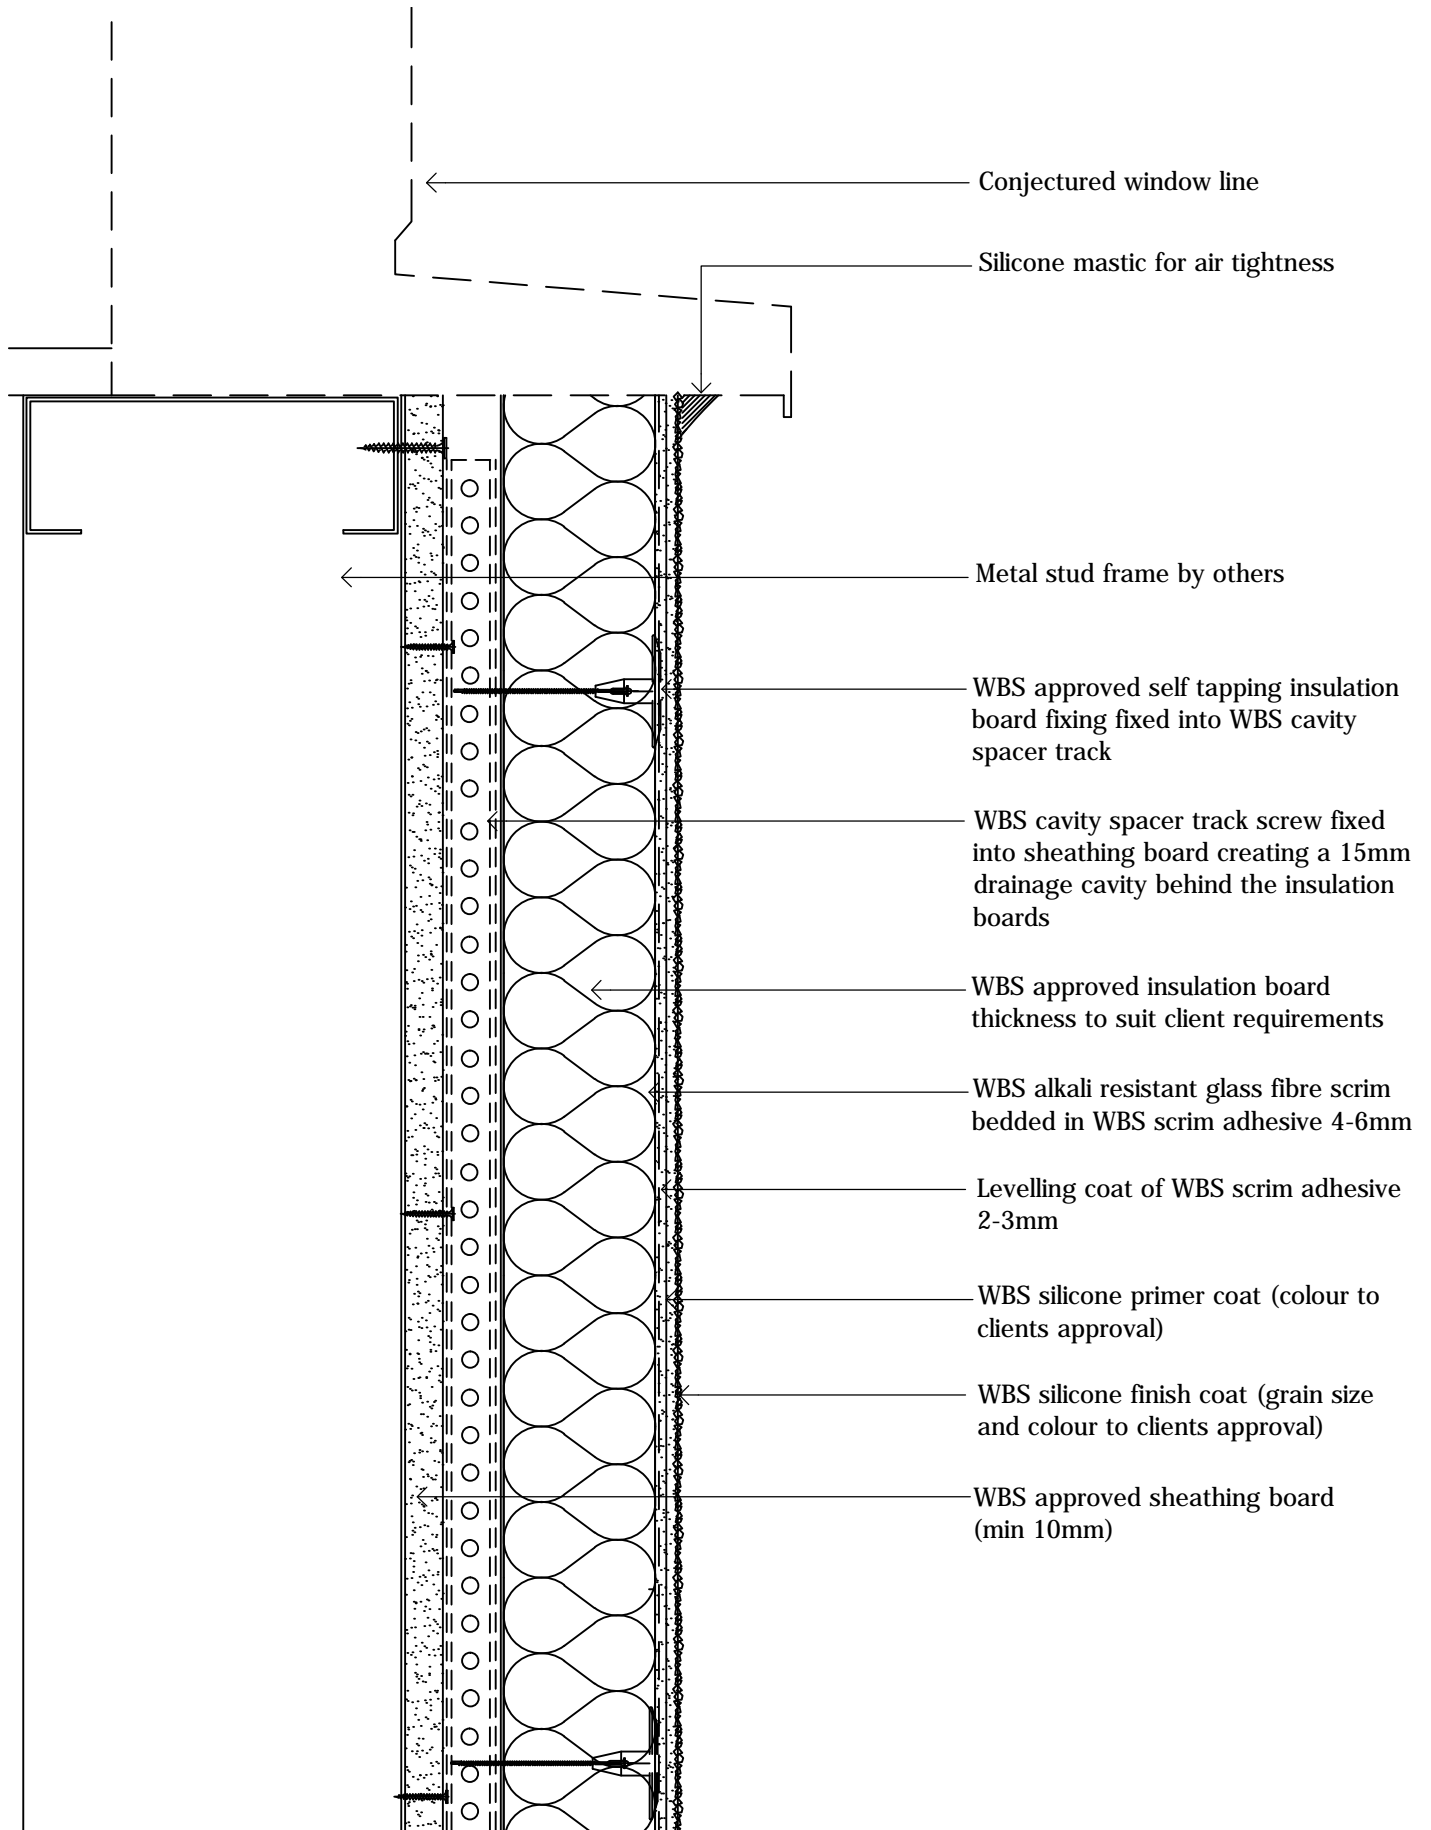 Conjectured window line
Silicone mastic for air tightness
Metal stud frame by others
WBS approved self tapping insulation
board fixing fixed into WBS cavity
spacer track
WBS cavity spacer track screw fixed
into sheathing board creating a 15mm
drainage cavity behind the insulation
boards
WBS approved insulation board
thickness to suit client requirements
WBS alkali resistant glass fibre scrim
bedded in WBS scrim adhesive 4-6mm
Levelling coat of WBS scrim adhesive
2-3mm
WBS silicone primer coat (colour to
clients approval)
WBS silicone finish coat (grain size
and colour to clients approval)
WBS approved sheathing board
(min 10mm)